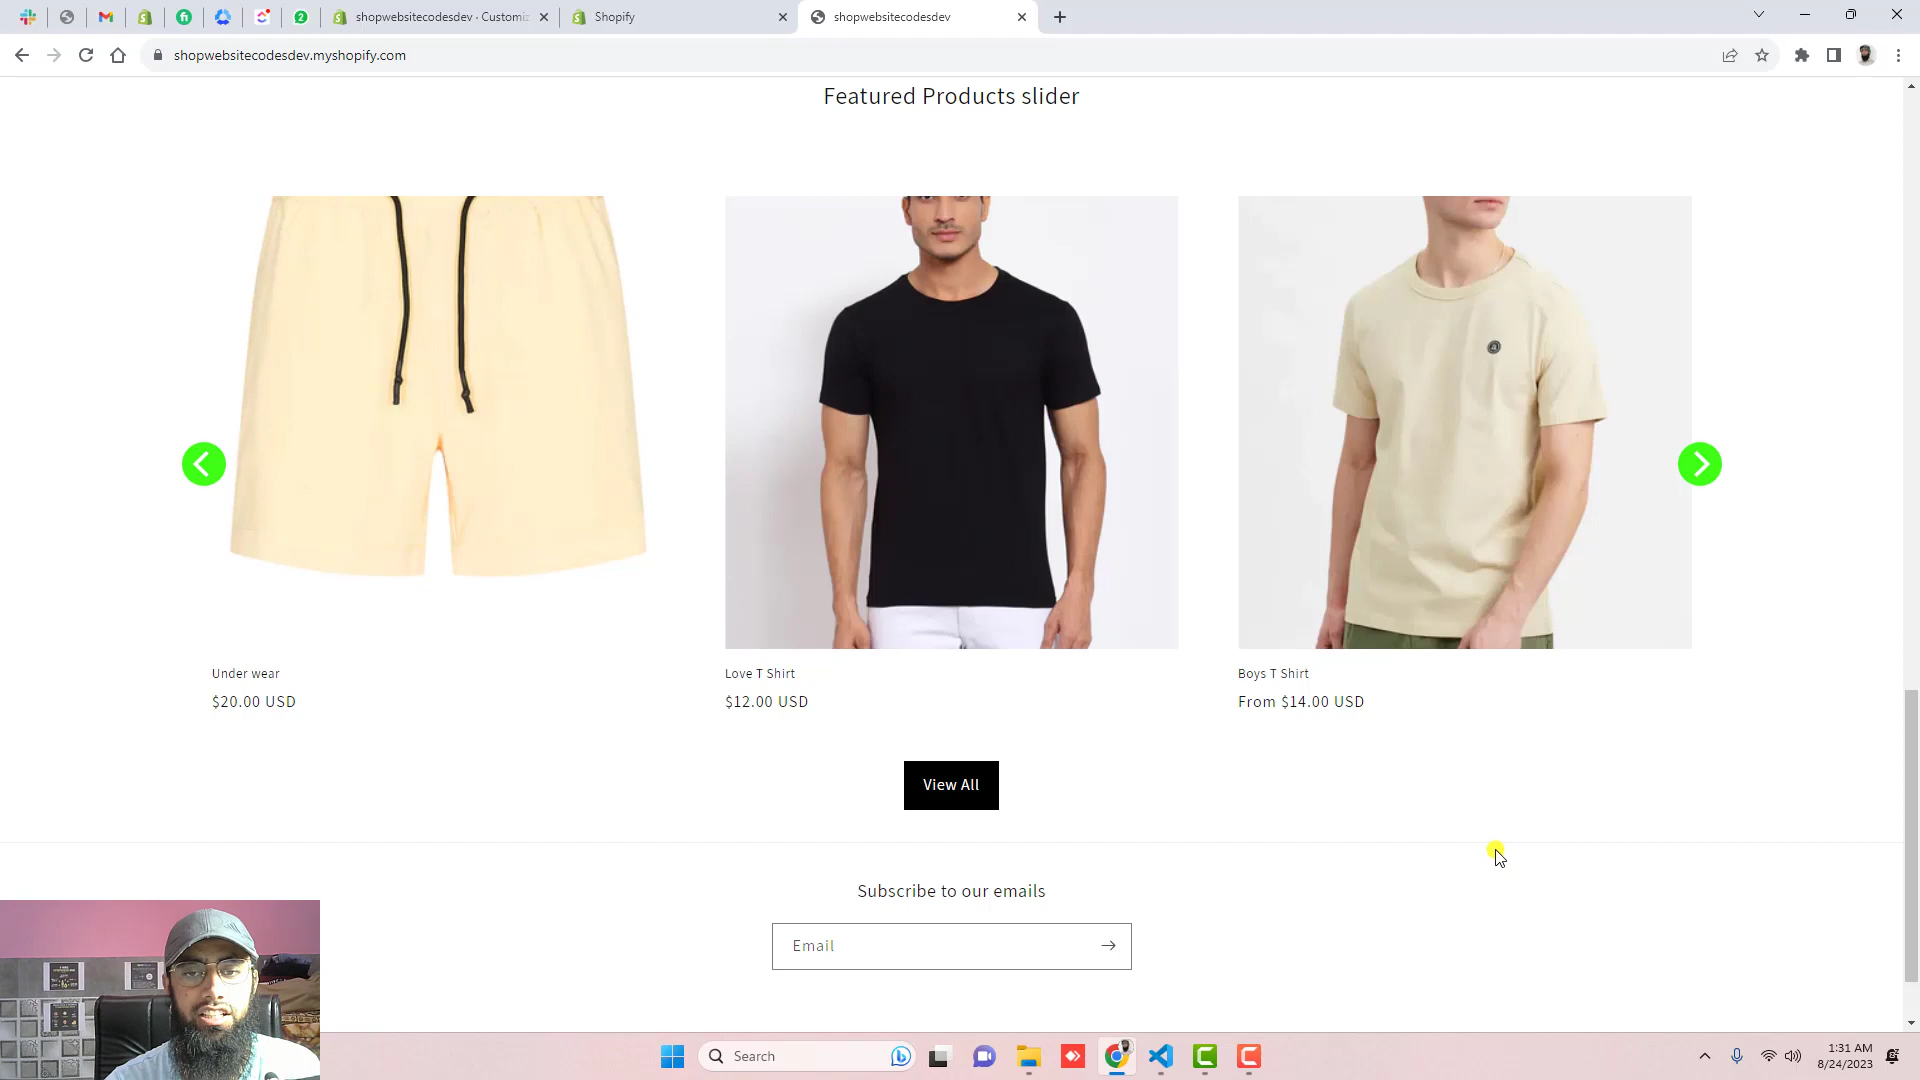 shopwebsitecodesdev · Customiz
Shopify
shopwebsitecodesdev
shopwebsitecodesdev.myshopify.com
Featured Products slider
Under wear
$20.00 USD
Love T Shirt
$12.00 USD
Boys T Shirt
From $14.00 USD
View All
Subscribe to our emails
Email
Search
1:31 AM
8/24/2023